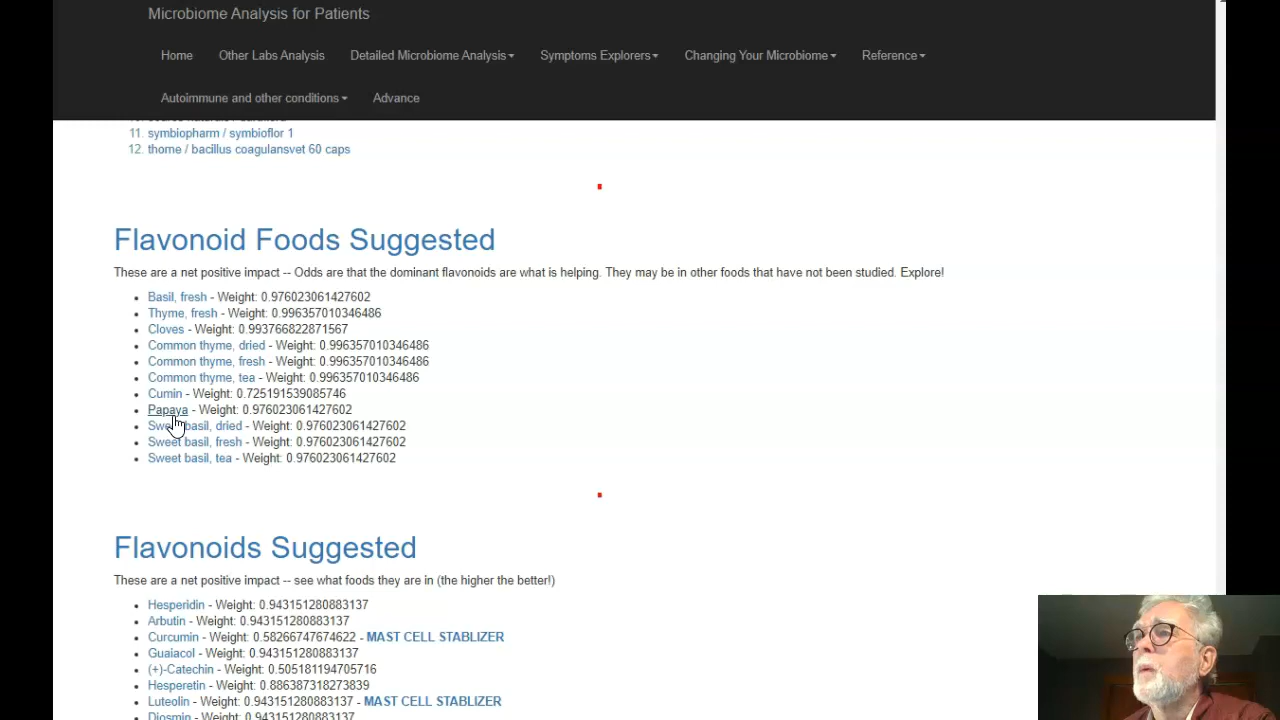 Microbiome Analysis for Patients
Home Other Labs Analysis Detailed Microbiome Analysis Symptoms Explorers Changing Your Microbiome Reference
Autoimmune and other conditions Advance
11. symbiopharm / symbioflor 1
12. thorne / bacillus coagulansvet 60 caps
Flavonoid Foods Suggested
These are a net positive impact -- Odds are that the dominant flavonoids are what is helping. They may be in other foods that have not been studied. Explore!
Basil, fresh - Weight: 0.976023061427602
Thyme, fresh - Weight: 0.996357010346486
Cloves - Weight: 0.993766822871567
Common thyme, dried - Weight: 0.996357010346486
Common thyme, fresh - Weight: 0.996357010346486
Common thyme, tea - Weight: 0.996357010346486
Cumin - Weight: 0.725191539085746
Papaya - Weight: 0.976023061427602
Sweet basil, dried - Weight: 0.976023061427602
Sweet basil, fresh - Weight: 0.976023061427602
Sweet basil, tea - Weight: 0.976023061427602
Flavonoids Suggested
These are a net positive impact -- see what foods they are in (the higher the better!)
Hesperidin - Weight: 0.943151280883137
Arbutin - Weight: 0.943151280883137
Curcumin - Weight: 0.58266747674622 - MAST CELL STABLIZER
Guaiacol - Weight: 0.943151280883137
(+)-Catechin - Weight: 0.505181194705716
Hesperetin - Weight: 0.886387318273839
Luteolin - Weight: 0.943151280883137 - MAST CELL STABLIZER
Diosmin - Weight: 0.943151280883137